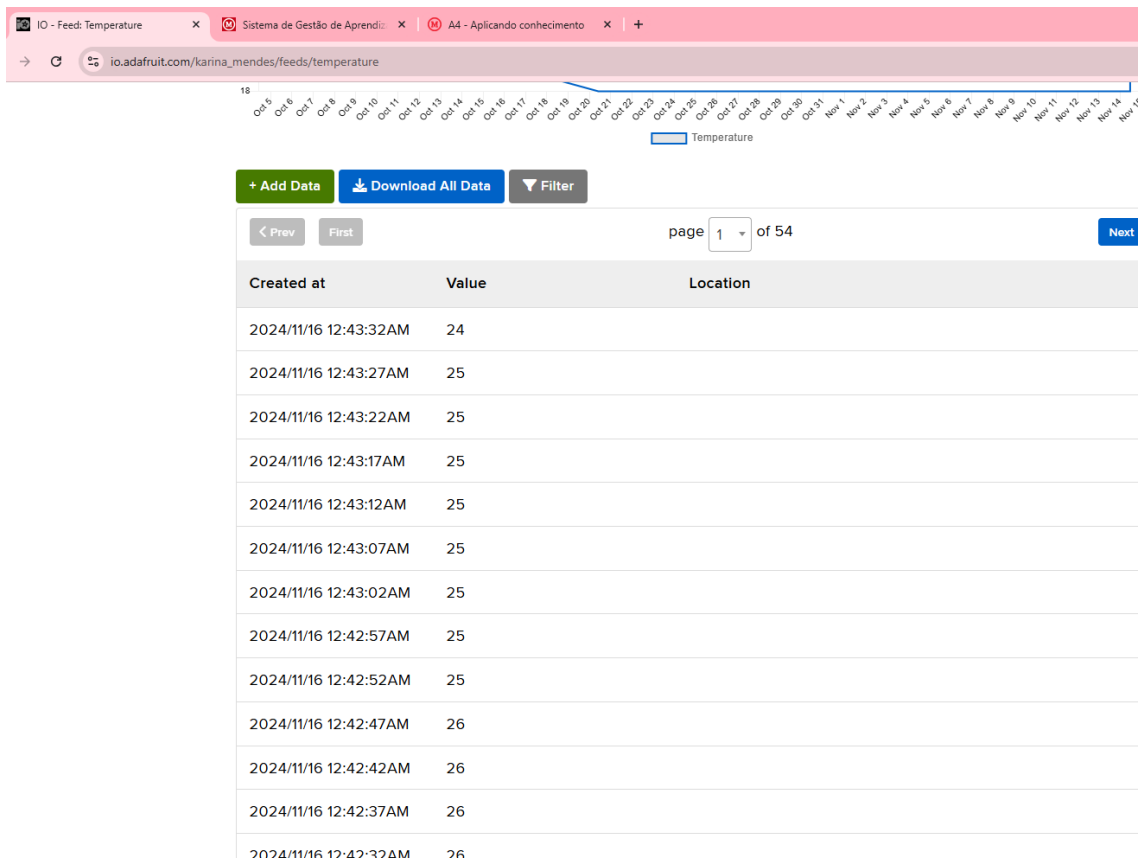 IO - Feed: Temperature × Sistema de Gestão de Aprendiz × A4 - Aplicando conhecimento × +
io.adafruit.com/karina_mendes/feeds/temperature
18
Oct 5 Oct 6 Oct 7 Oct 8 Oct 9 Oct 10 Oct 11 Oct 12 Oct 13 Oct 14 Oct 15 Oct 16 Oct 17 Oct 18 Oct 19 Oct 20 Oct 21 Oct 22 Oct 23 Oct 24 Oct 25 Oct 26 Oct 27 Oct 28 Oct 29 Oct 30 Oct 31 Nov 1 Nov 2 Nov 3 Nov 4 Nov 5 Nov 6 Nov 7 Nov 8 Nov 9 Nov 10 Nov 11 Nov 12 Nov 13 Nov 14
Temperature
+ Add Data Download All Data Filter
Prev First page 1 of 54 Next
Created at Value Location
2024/11/16 12:43:32AM 24
2024/11/16 12:43:27AM 25
2024/11/16 12:43:22AM 25
2024/11/16 12:43:17AM 25
2024/11/16 12:43:12AM 25
2024/11/16 12:43:07AM 25
2024/11/16 12:43:02AM 25
2024/11/16 12:42:57AM 25
2024/11/16 12:42:52AM 25
2024/11/16 12:42:47AM 26
2024/11/16 12:42:42AM 26
2024/11/16 12:42:37AM 26
2024/11/16 12:42:32AM 26